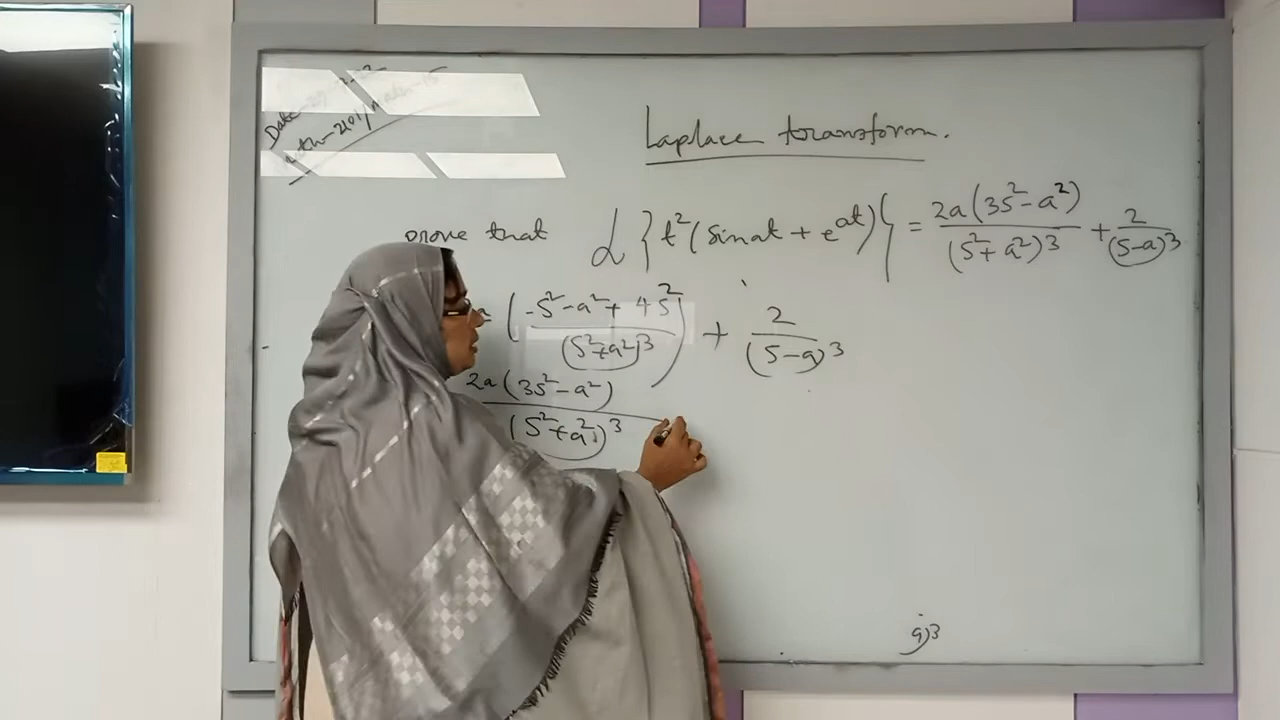 Laplace transform.
prove that ℒ{t²(sinat + e^at)} = 2a(3s²-a²)/(s²+a²)³ + 2/(s-a)³
(-s²-a²+4s²/(s²+a²)³) + 2/(s-a)³
2a(3s²-a²)/(s²+a²)³
a)3